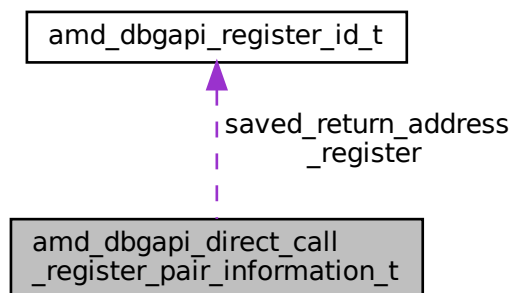 amd_dbgapi_register_id_t
saved_return_address
_register
amd_dbgapi_direct_call
_register_pair_information_t